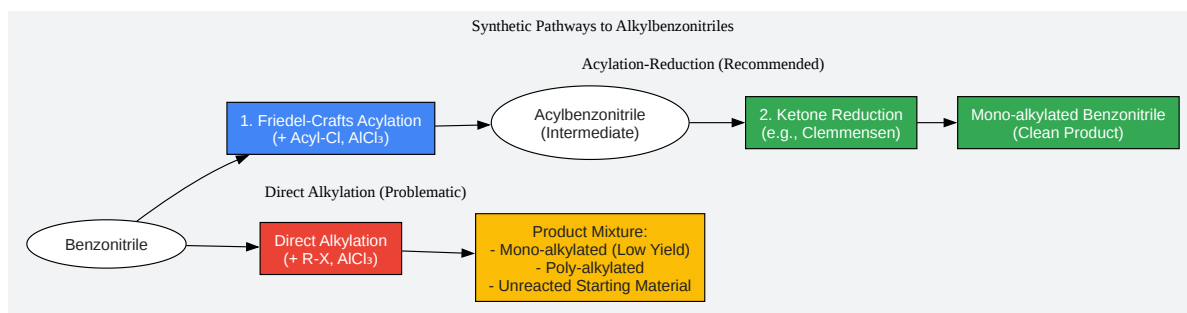 Synthetic Pathways to Alkylbenzonitriles
Acylation-Reduction (Recommended)
1. Friedel-Crafts Acylation
(+ Acyl-Cl, AlCl₃)
Acylbenzonitrile
(Intermediate)
2. Ketone Reduction
(e.g., Clemmensen)
Mono-alkylated Benzonitrile
(Clean Product)
Direct Alkylation (Problematic)
Benzonitrile
Direct Alkylation
(+ R-X, AlCl₃)
Product Mixture:
- Mono-alkylated (Low Yield)
- Poly-alkylated
- Unreacted Starting Material